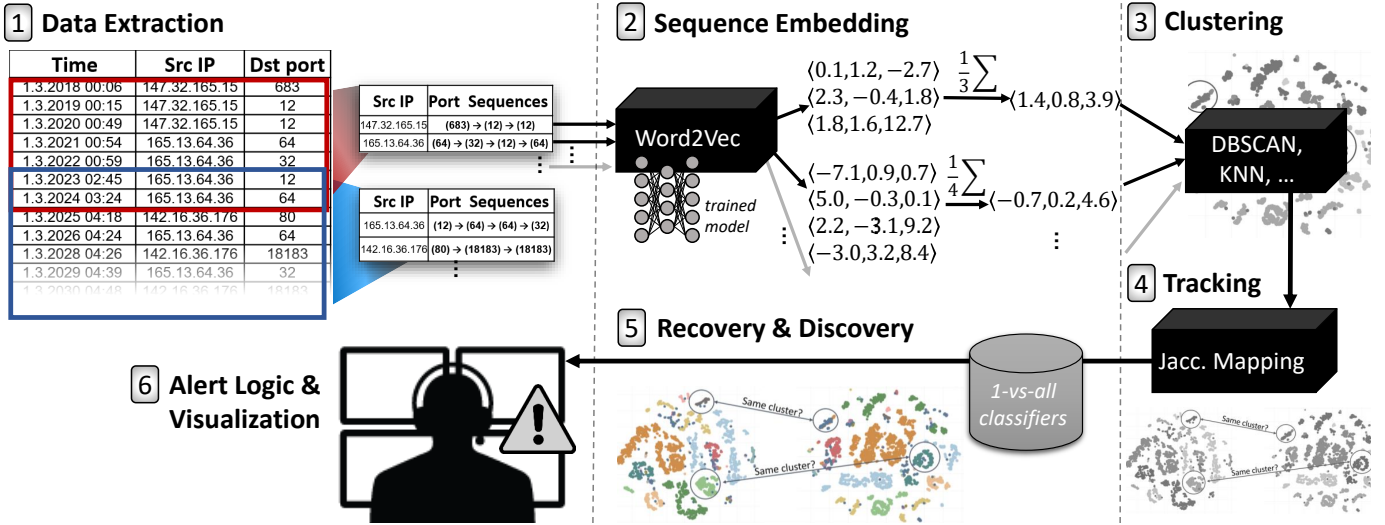 1 Data Extraction
Time Src IP Dst port
1.3.2018 00:06 147.32.165.15 683
1.3.2019 00:15 147.32.165.15 12
1.3.2020 00:49 147.32.165.15 12
1.3.2021 00:54 165.13.64.36 64
1.3.2022 00:59 165.13.64.36 32
1.3.2023 02:45 165.13.64.36 12
1.3.2024 03:24 165.13.64.36 64
1.3.2025 04:18 142.16.36.176 80
1.3.2026 04:24 165.13.64.36 64
1.3.2028 04:26 142.16.36.176 18183
1.3.2029 04:39 165.13.64.36 32
1.3.2030 04:48 142.16.36.176 18183
Src IP Port Sequences
147.32.165.15 (683) → (12) → (12)
165.13.64.36 (64) → (32) → (12) → (64)
⋮
Src IP Port Sequences
165.13.64.36 (12) → (64) → (64) → (32)
142.16.36.176 (80) → (18183) → (18183)
⋮
2 Sequence Embedding
Word2Vec
trained
model
⟨0.1,1.2, −2.7⟩
⟨2.3, −0.4,1.8⟩
⟨1.8,1.6,12.7⟩
1/3 ∑
⟨1.4,0.8,3.9⟩
⟨−7.1,0.9,0.7⟩
⟨5.0, −0.3,0.1⟩
⟨2.2, −3.1,9.2⟩
⟨−3.0,3.2,8.4⟩
1/4 ∑
⟨−0.7,0.2,4.6⟩
⋮
3 Clustering
DBSCAN,
KNN, ...
4 Tracking
Jacc. Mapping
Same cluster?
Same cluster?
5 Recovery & Discovery
1-vs-all
classifiers
Same cluster?
Same cluster?
6 Alert Logic &
Visualization
!